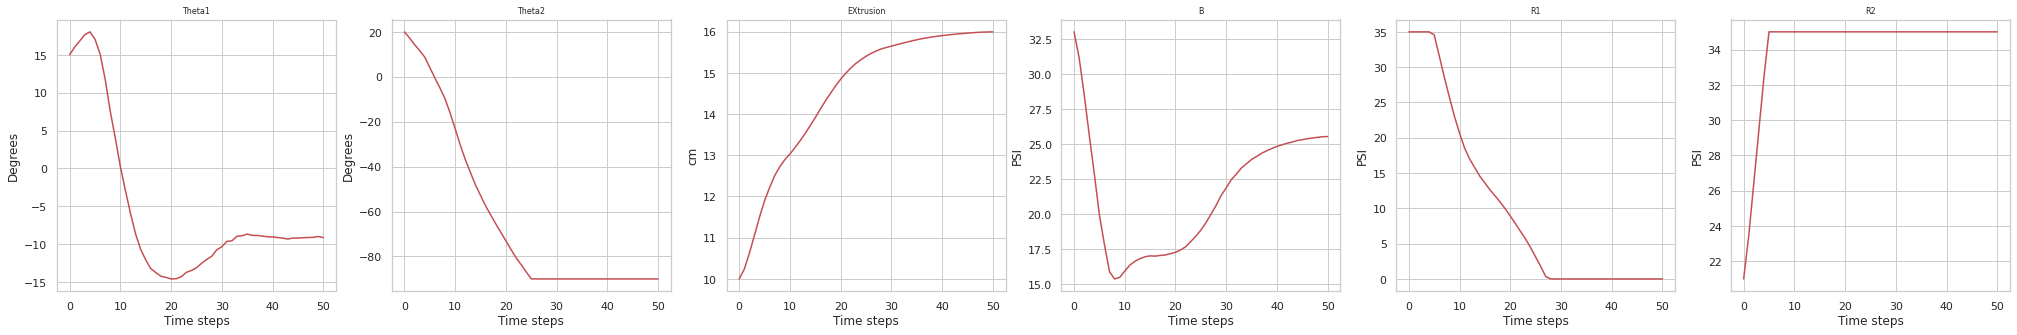 Theta1
Degrees
15
10
5
0
−5
−10
−15
0 10 20 30 40 50
Time steps
Theta2
Degrees
20
0
−20
−40
−60
−80
0 10 20 30 40 50
Time steps
EXtrusion
cm
16
15
14
13
12
11
10
0 10 20 30 40 50
Time steps
B
PSI
32.5
30.0
27.5
25.0
22.5
20.0
17.5
15.0
0 10 20 30 40 50
Time steps
R1
PSI
35
30
25
20
15
10
5
0
0 10 20 30 40 50
Time steps
R2
PSI
34
32
30
28
26
24
22
0 10 20 30 40 50
Time steps